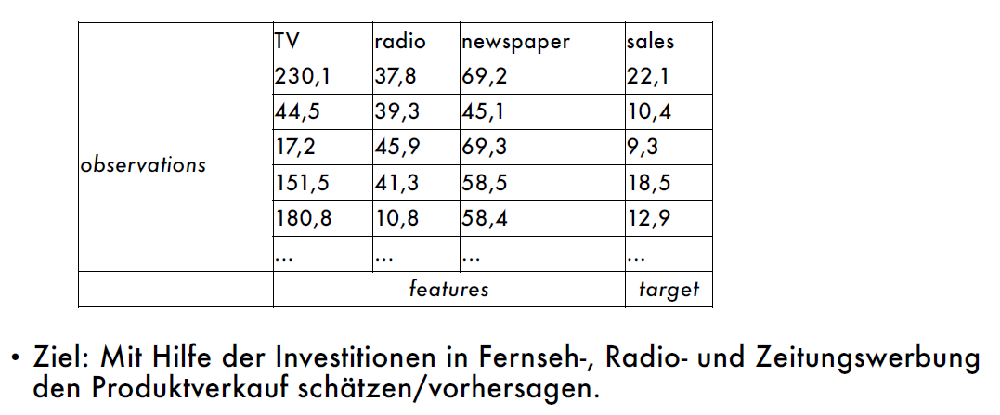 TV radio newspaper sales
230,1 37,8 69,2 22,1
44,5 39,3 45,1 10,4
17,2 45,9 69,3 9,3
observations
151,5 41,3 58,5 18,5
180,8 10,8 58,4 12,9
... ... ... ...
features target
• Ziel: Mit Hilfe der Investitionen in Fernseh-, Radio- und Zeitungswerbung
den Produktverkauf schätzen/vorhersagen.